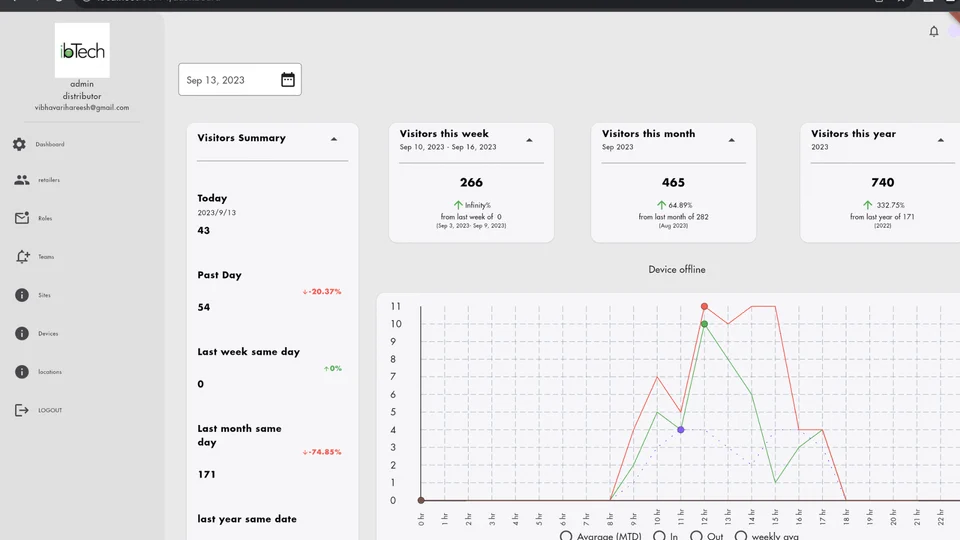 ibTech
admin
distributor
vibhavarihareesh@gmail.com
Dashboard
retailers
Roles
Teams
Sites
Devices
locations
LOGOUT
Sep 13, 2023
Visitors Summary
Today
2023/9/13
43
Past Day
↓-20.37%
54
Last week same day
↑0%
0
Last month same
day
↓-74.85%
171
last year same date
Visitors this week
Sep 10, 2023 - Sep 16, 2023
266
Infinity%
from last week of 0
(Sep 3, 2023- Sep 9, 2023)
Visitors this month
Sep 2023
465
64.89%
from last month of 282
(Aug 2023)
Visitors this year
2023
740
332.75%
from last year of 171
(2022)
Device offline
11
10
9
8
7
6
5
4
3
2
1
0
0 hr
1 hr
2 hr
3 hr
4 hr
5 hr
6 hr
7 hr
8 hr
9 hr
10 hr
11 hr
12 hr
13 hr
14 hr
15 hr
16 hr
17 hr
18 hr
19 hr
20 hr
21 hr
22 hr
Avarage (MTD)
In
Out
weekly avg